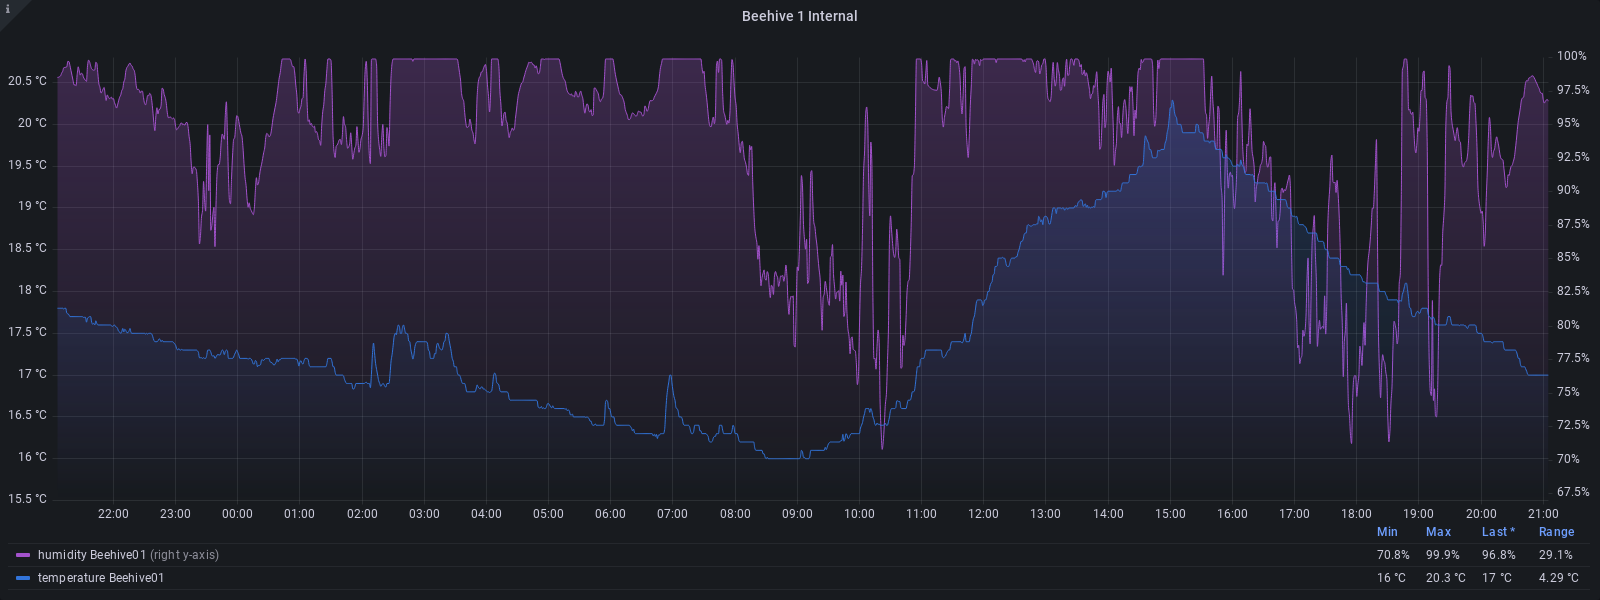 i
Beehive 1 Internal
20.5 °C
20 °C
19.5 °C
19 °C
18.5 °C
18 °C
17.5 °C
17 °C
16.5 °C
16 °C
15.5 °C
100%
97.5%
95%
92.5%
90%
87.5%
85%
82.5%
80%
77.5%
75%
72.5%
70%
67.5%
22:00 23:00 00:00 01:00 02:00 03:00 04:00 05:00 06:00 07:00 08:00 09:00 10:00 11:00 12:00 13:00 14:00 15:00 16:00 17:00 18:00 19:00 20:00 21:00
Min Max Last * Range
humidity Beehive01 (right y-axis) 70.8% 99.9% 96.8% 29.1%
temperature Beehive01 16 °C 20.3 °C 17 °C 4.29 °C